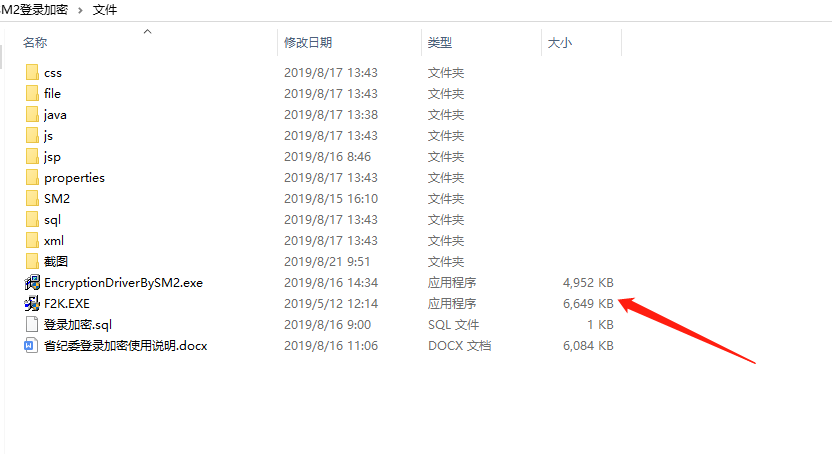 SM2登录加密 > 文件
名称 修改日期 类型 大小
css 2019/8/17 13:43 文件夹
file 2019/8/17 13:43 文件夹
java 2019/8/17 13:38 文件夹
js 2019/8/17 13:43 文件夹
jsp 2019/8/16 8:46 文件夹
properties 2019/8/17 13:43 文件夹
SM2 2019/8/15 16:10 文件夹
sql 2019/8/17 13:43 文件夹
xml 2019/8/17 13:43 文件夹
截图 2019/8/21 9:51 文件夹
EncryptionDriverBySM2.exe 2019/8/16 14:34 应用程序 4,952 KB
F2K.EXE 2019/5/12 12:14 应用程序 6,649 KB
登录加密.sql 2019/8/16 9:00 SQL 文件 1 KB
省纪委登录加密使用说明.docx 2019/8/16 11:06 DOCX 文档 6,084 KB